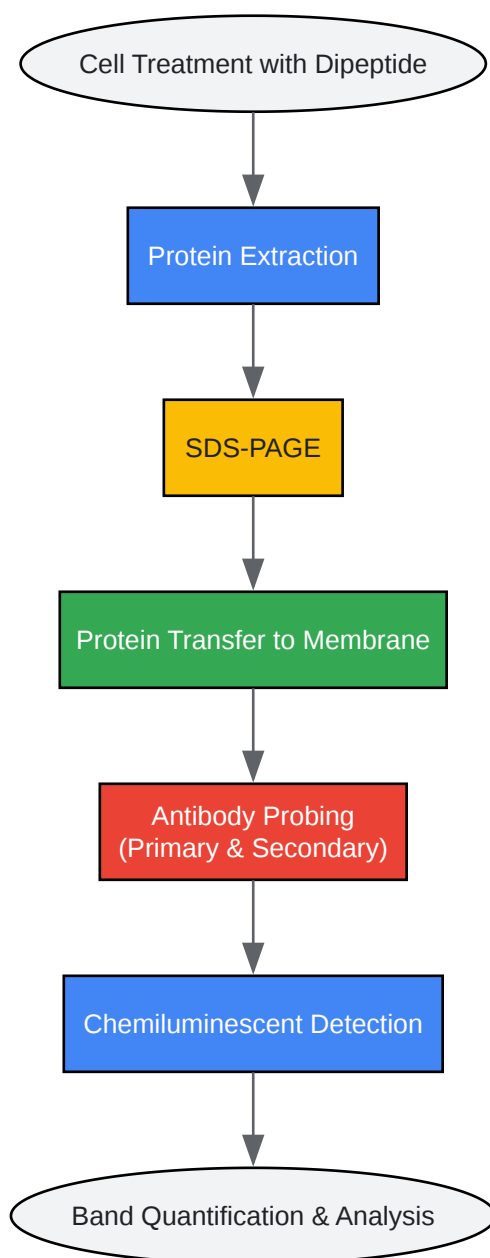 Cell Treatment with Dipeptide
Protein Extraction
SDS-PAGE
Protein Transfer to Membrane
Antibody Probing
(Primary & Secondary)
Chemiluminescent Detection
Band Quantification & Analysis